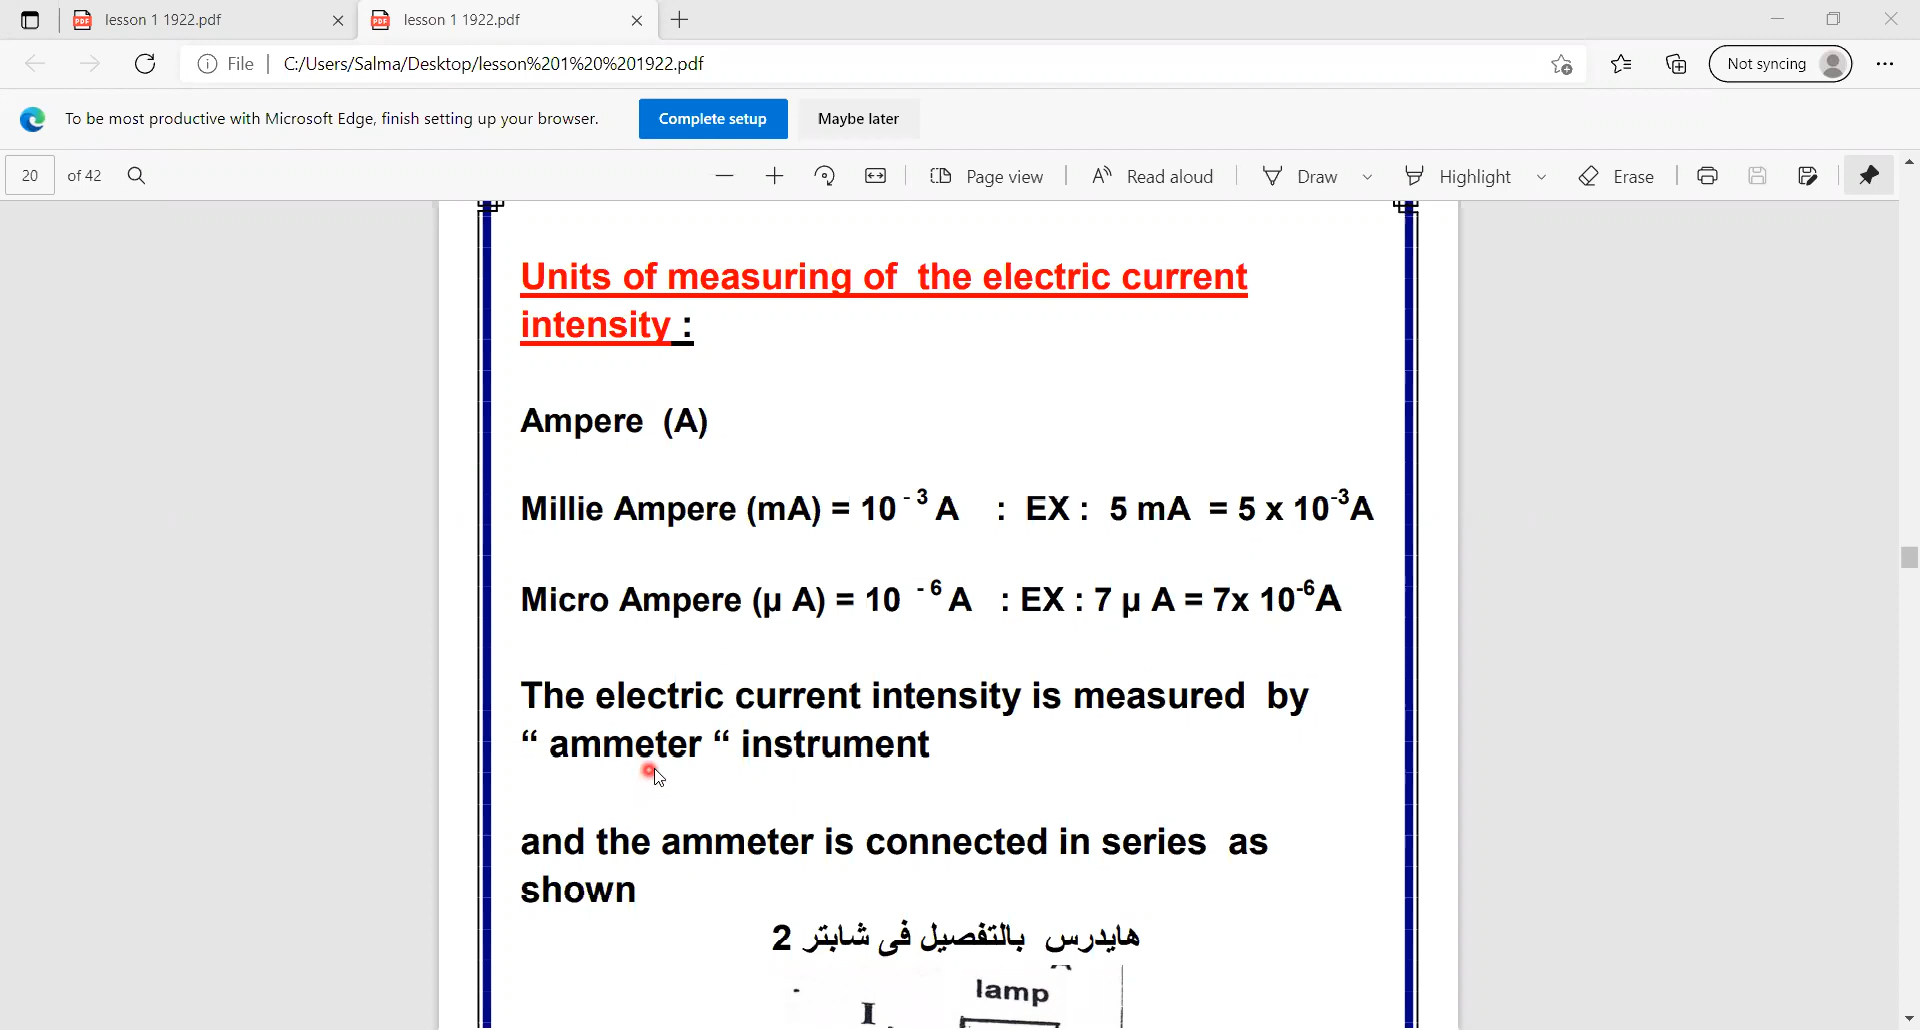 lesson 1 1922.pdf
lesson 1 1922.pdf
File
C:/Users/Salma/Desktop/lesson%201%20%201922.pdf
Not syncing
To be most productive with Microsoft Edge, finish setting up your browser.
Complete setup
Maybe later
20 of 42
Page view
Read aloud
Draw
Highlight
Erase
Units of measuring of the electric current
intensity :
Ampere (A)
Millie Ampere (mA) = 10 ⁻ ³ A : EX : 5 mA = 5 x 10⁻³A
Micro Ampere (µ A) = 10 ⁻ ⁶ A : EX : 7 µ A = 7x 10⁻⁶A
The electric current intensity is measured by
“ ammeter “ instrument
and the ammeter is connected in series as
shown
هايدرس بالتفصيل فى شابتر 2
lamp
I